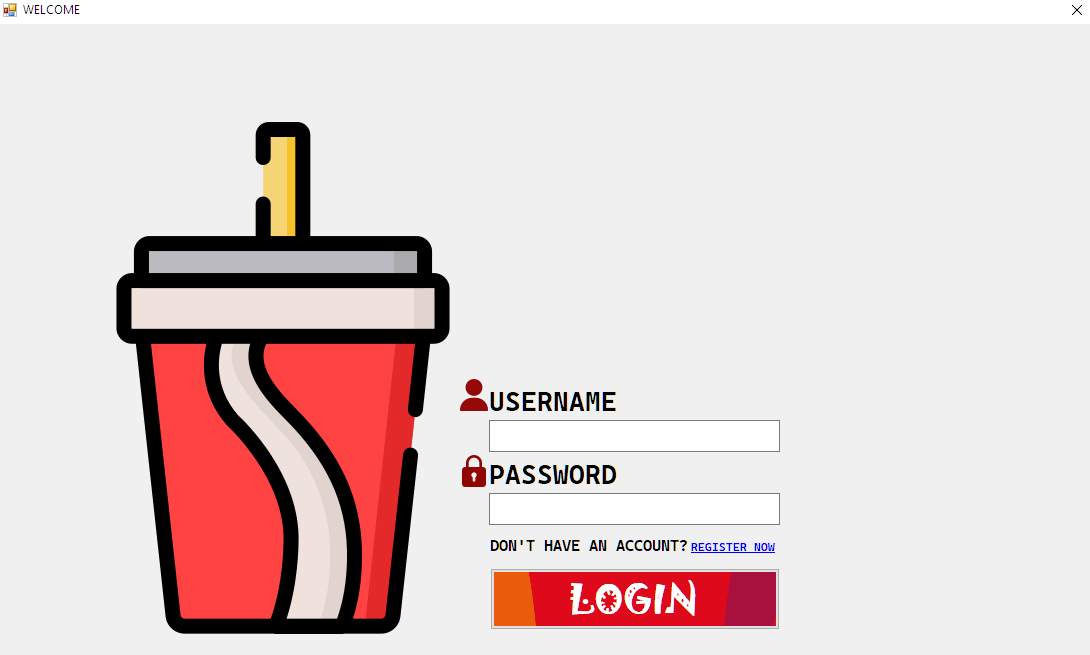 WELCOME
USERNAME
PASSWORD
DON'T HAVE AN ACCOUNT? REGISTER NOW
LOGIN